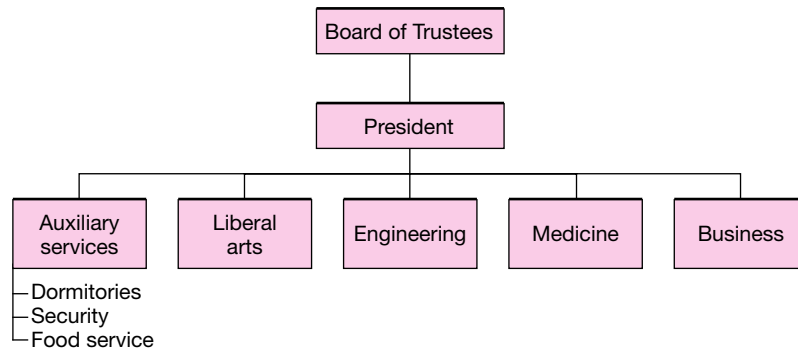 Board of Trustees
President
Auxiliary
services
Liberal
arts
Engineering
Medicine
Business
Dormitories
Security
Food service